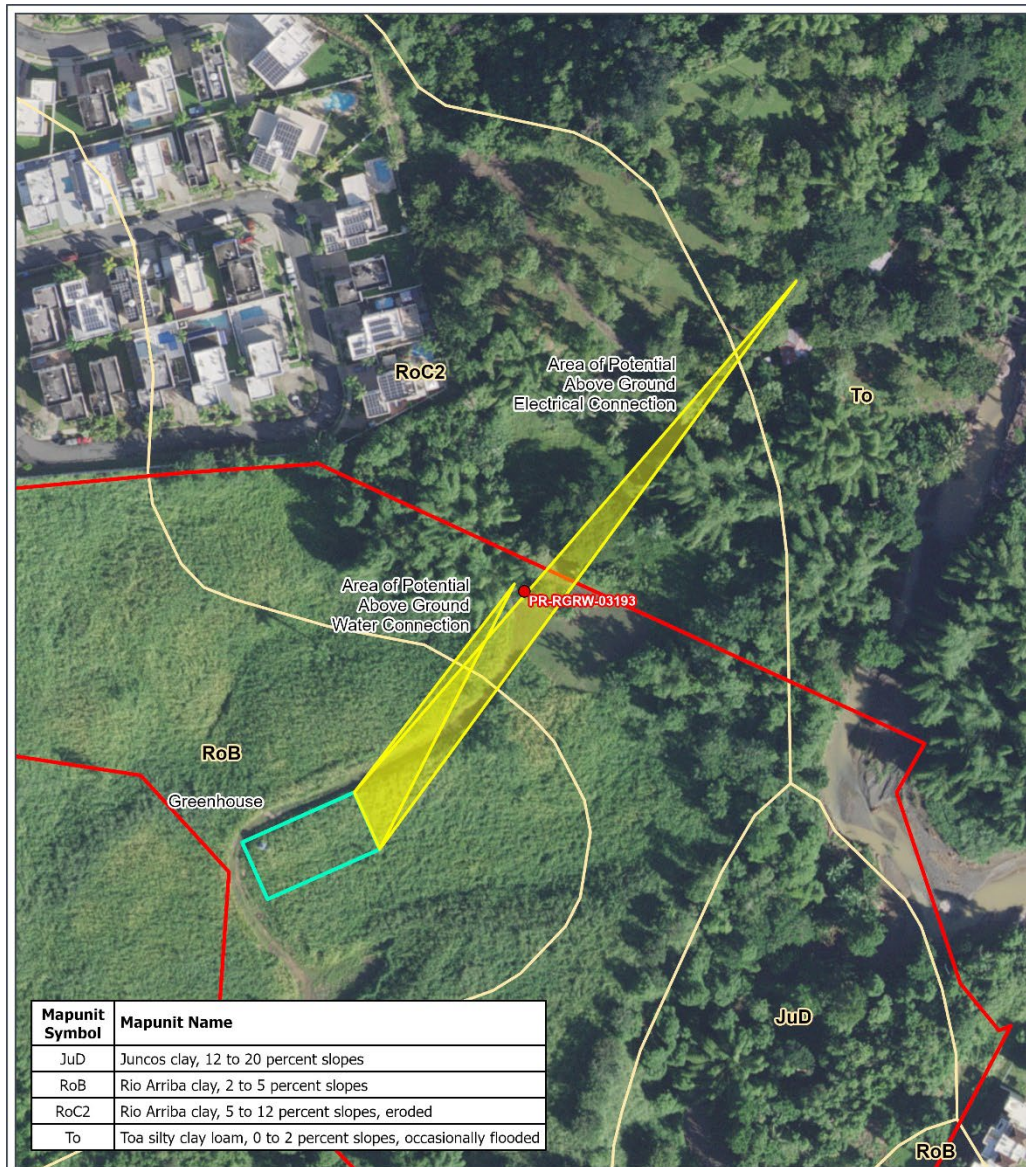 RoC2
Area of Potential
Above Ground
Electrical Connection
To
Area of Potential
Above Ground
Water Connection
PR-RGRW-03193
RoB
Greenhouse
JuD
RoB
Mapunit Symbol Mapunit Name
JuD Juncos clay, 12 to 20 percent slopes
RoB Rio Arriba clay, 2 to 5 percent slopes
RoC2 Rio Arriba clay, 5 to 12 percent slopes, eroded
To Toa silty clay loam, 0 to 2 percent slopes, occasionally flooded